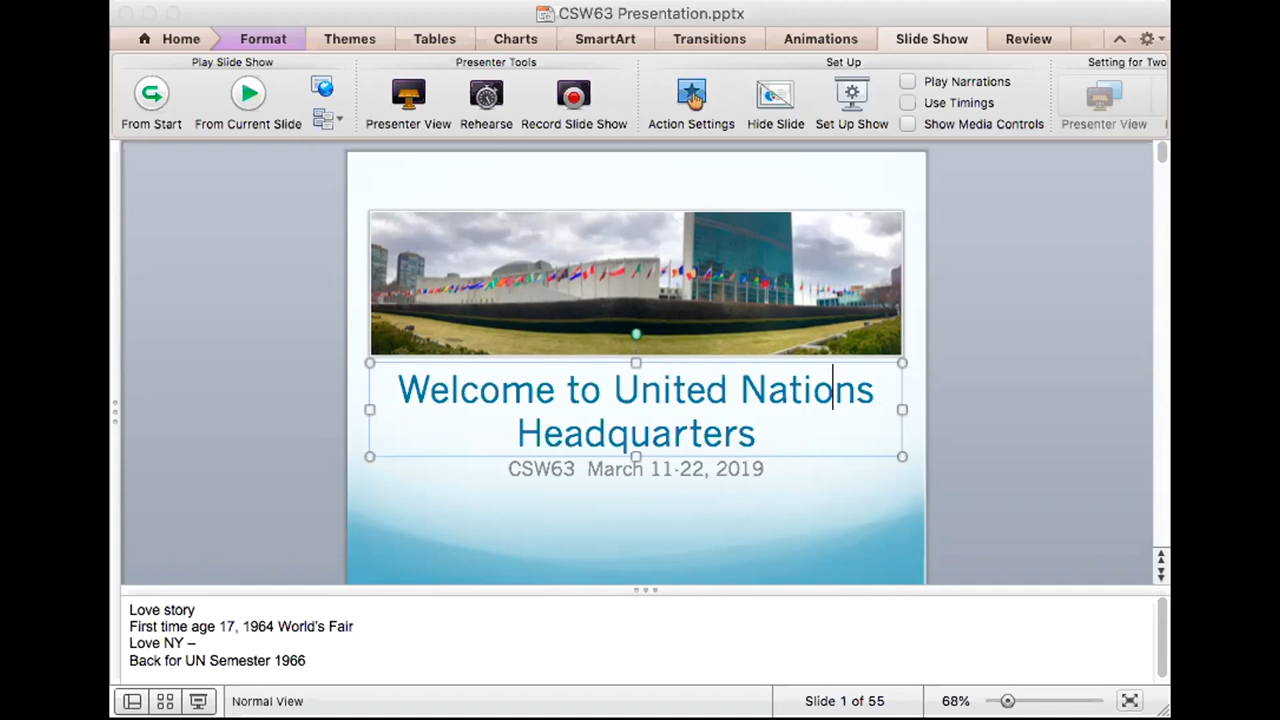 CSW63 Presentation.pptx
Home Format Themes Tables Charts SmartArt Transitions Animations Slide Show Review
Play Slide Show Presenter Tools Set Up Setting for Two
Play Narrations
Use Timings
Show Media Controls
From Start From Current Slide Presenter View Rehearse Record Slide Show Action Settings Hide Slide Set Up Show Presenter View
Welcome to United Nations
Headquarters
CSW63 March 11-22, 2019
Love story
First time age 17, 1964 World's Fair
Love NY –
Back for UN Semester 1966
Normal View Slide 1 of 55 68%